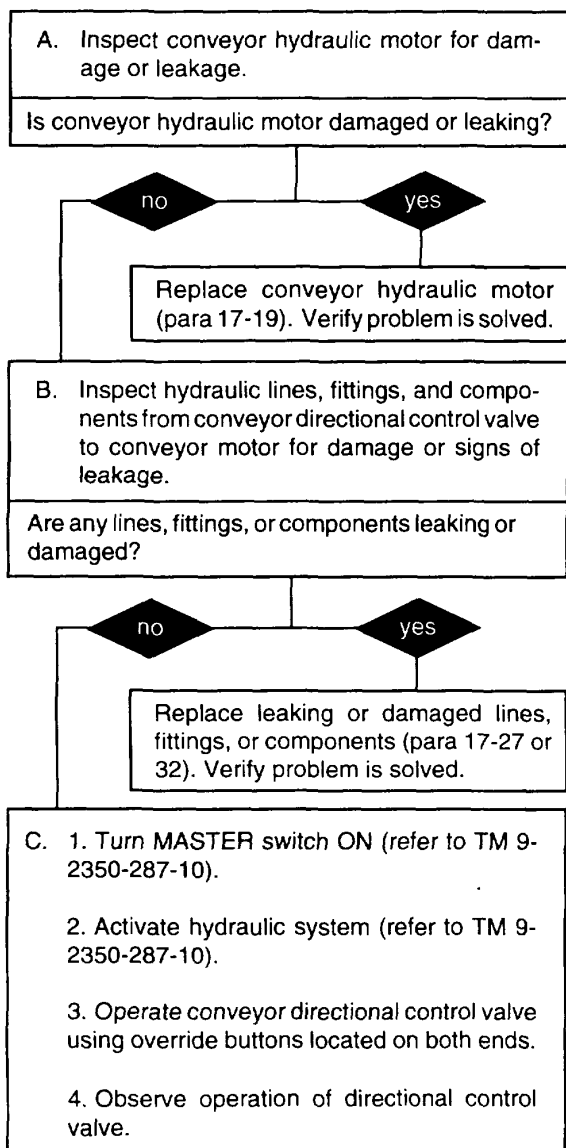 A. Inspect conveyor hydraulic motor for dam-
age or leakage.
Is conveyor hydraulic motor damaged or leaking?
no
yes
Replace conveyor hydraulic motor
(para 17-19). Verify problem is solved.
B. Inspect hydraulic lines, fittings, and compo-
nents from conveyor directional control valve
to conveyor motor for damage or signs of
leakage.
Are any lines, fittings, or components leaking or
damaged?
no
yes
Replace leaking or damaged lines,
fittings, or components (para 17-27 or
32). Verify problem is solved.
C. 1. Turn MASTER switch ON (refer to TM 9-
2350-287-10).
2. Activate hydraulic system (refer to TM 9-
2350-287-10).
3. Operate conveyor directional control valve
using override buttons located on both ends.
4. Observe operation of directional control
valve.